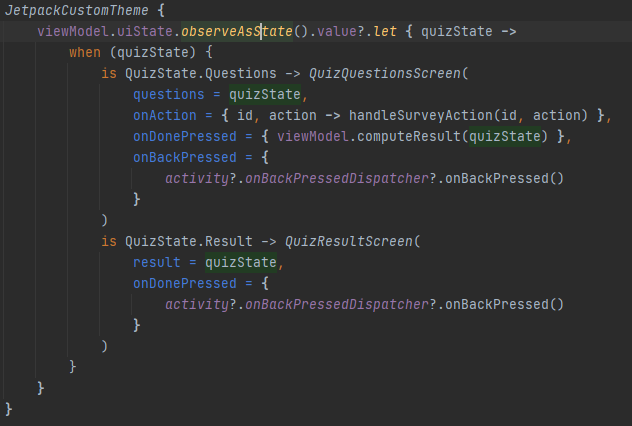 JetpackCustomTheme {
    viewModel.uiState.observeAsState().value?.let { quizState ->
        when (quizState) {
            is QuizState.Questions -> QuizQuestionsScreen(
                questions = quizState,
                onAction = { id, action -> handleSurveyAction(id, action) },
                onDonePressed = { viewModel.computeResult(quizState) },
                onBackPressed = {
                    activity?.onBackPressedDispatcher?.onBackPressed()
                }
            )
            is QuizState.Result -> QuizResultScreen(
                result = quizState,
                onDonePressed = {
                    activity?.onBackPressedDispatcher?.onBackPressed()
                }
            )
        }
    }
}